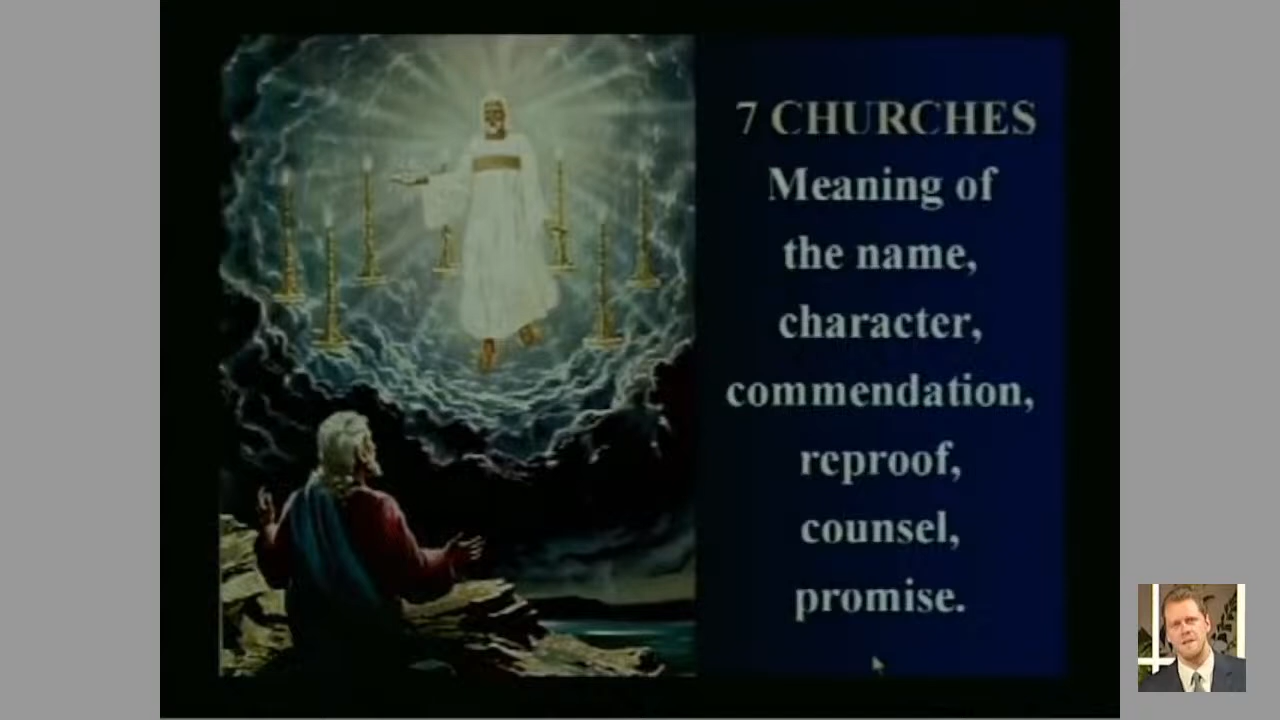 7 CHURCHES
Meaning of
the name,
character,
commendation,
reproof,
counsel,
promise.